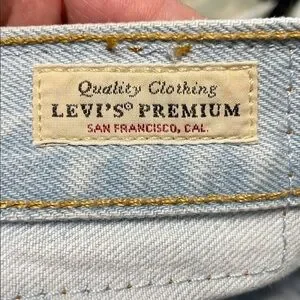 Quality Clothing
LEVI'S® PREMIUM
SAN FRANCISCO, CAL.